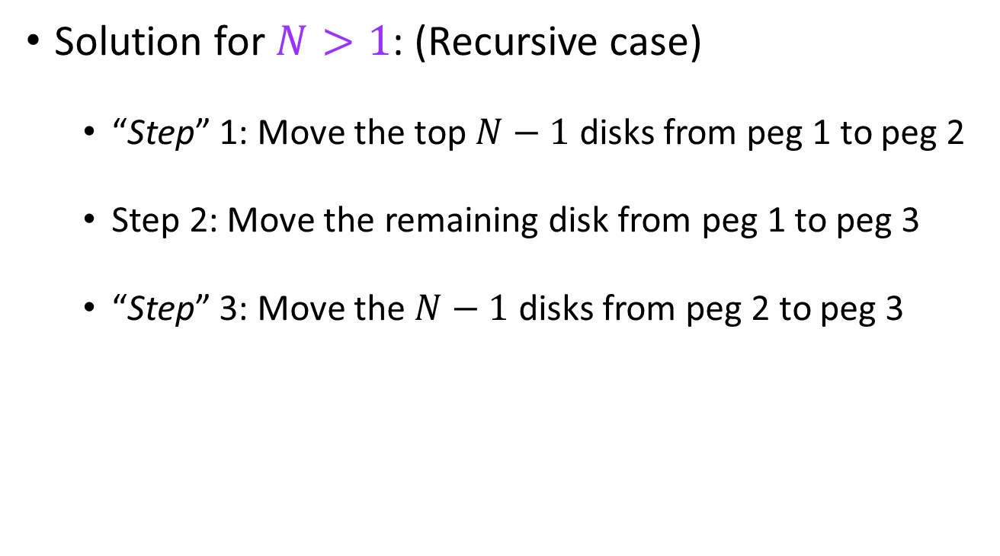 • Solution for N > 1: (Recursive case)
• “Step” 1: Move the top N − 1 disks from peg 1 to peg 2
• Step 2: Move the remaining disk from peg 1 to peg 3
• “Step” 3: Move the N − 1 disks from peg 2 to peg 3